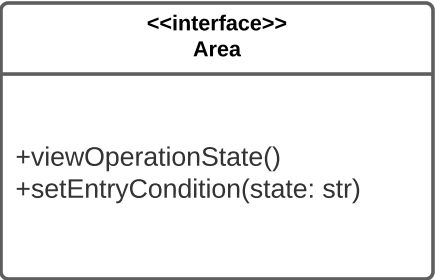 <<interface>>
Area
+viewOperationState()
+setEntryCondition(state: str)